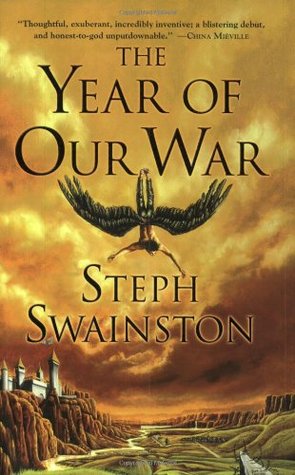 "Thoughtful, exuberant, incredibly inventive; a blistering debut,
and honest-to-god unputdownable." —CHINA MIÉVILLE
THE
YEAR OF
OUR WAR
STEPH
SWAINSTON